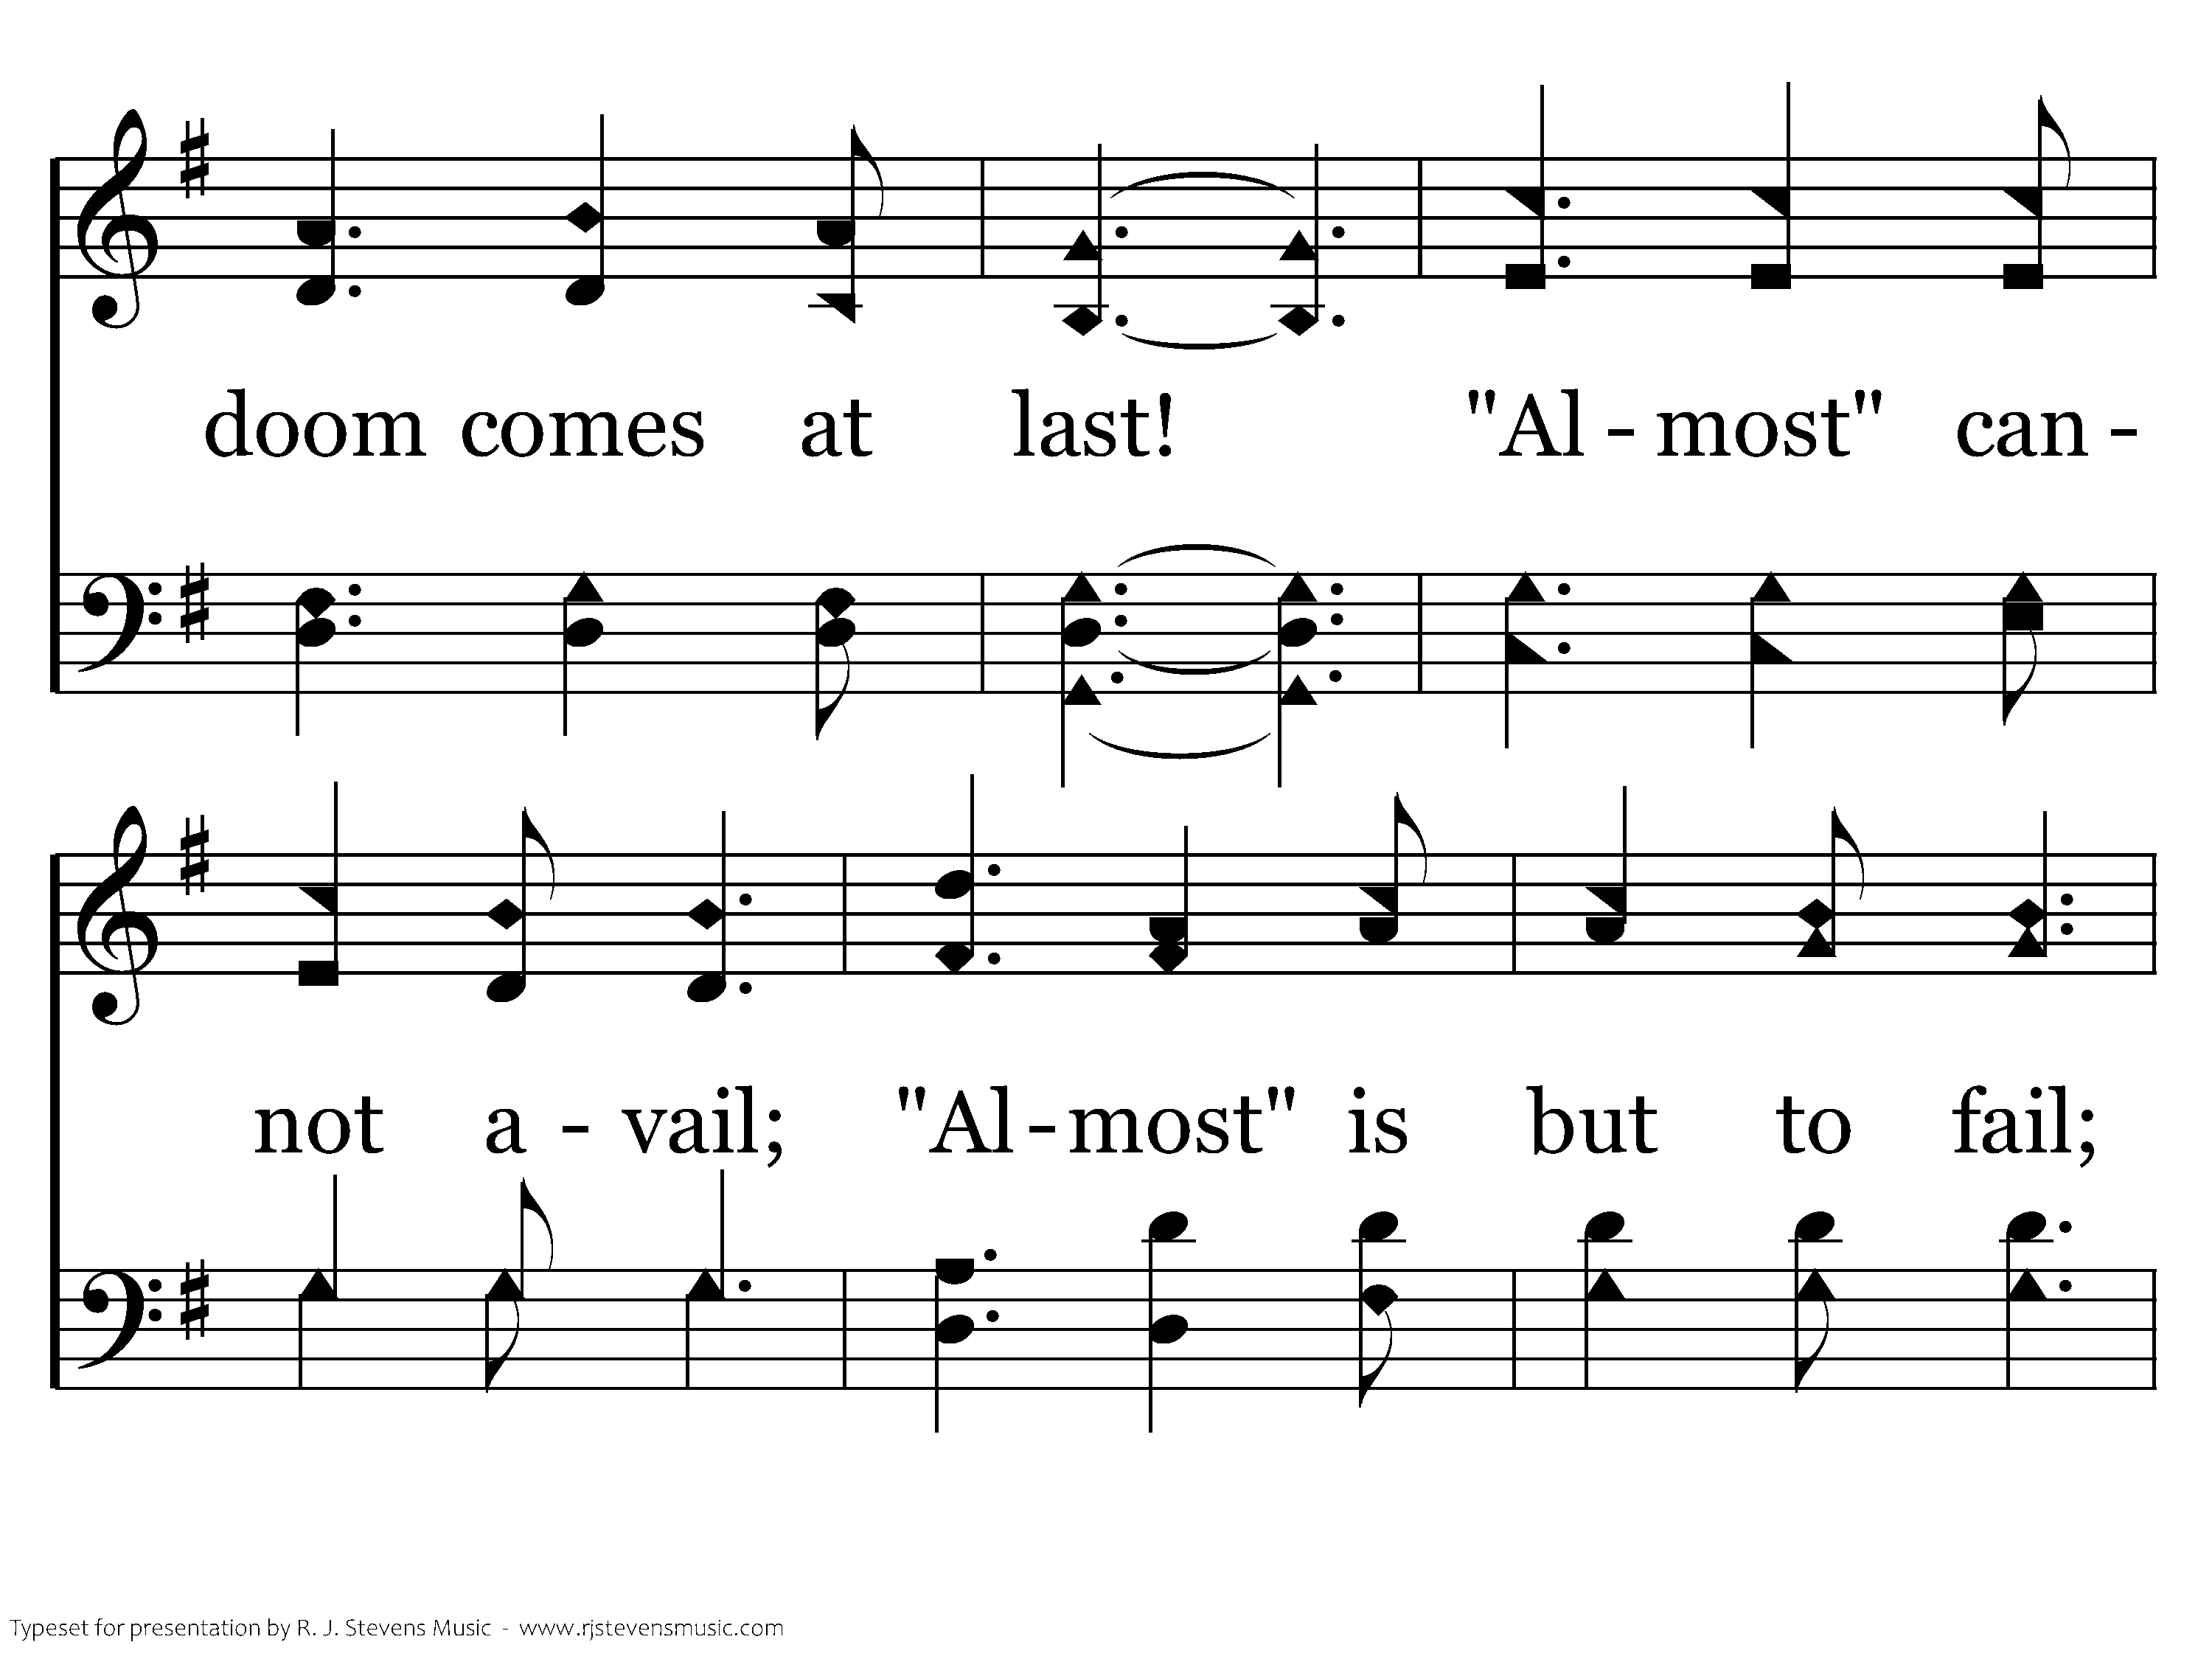 doom comes at last! "Al - most" can -
not a - vail; "Al - most" is but to fail;
Typeset for presentation by R. J. Stevens Music - www.rjstevensmusic.com